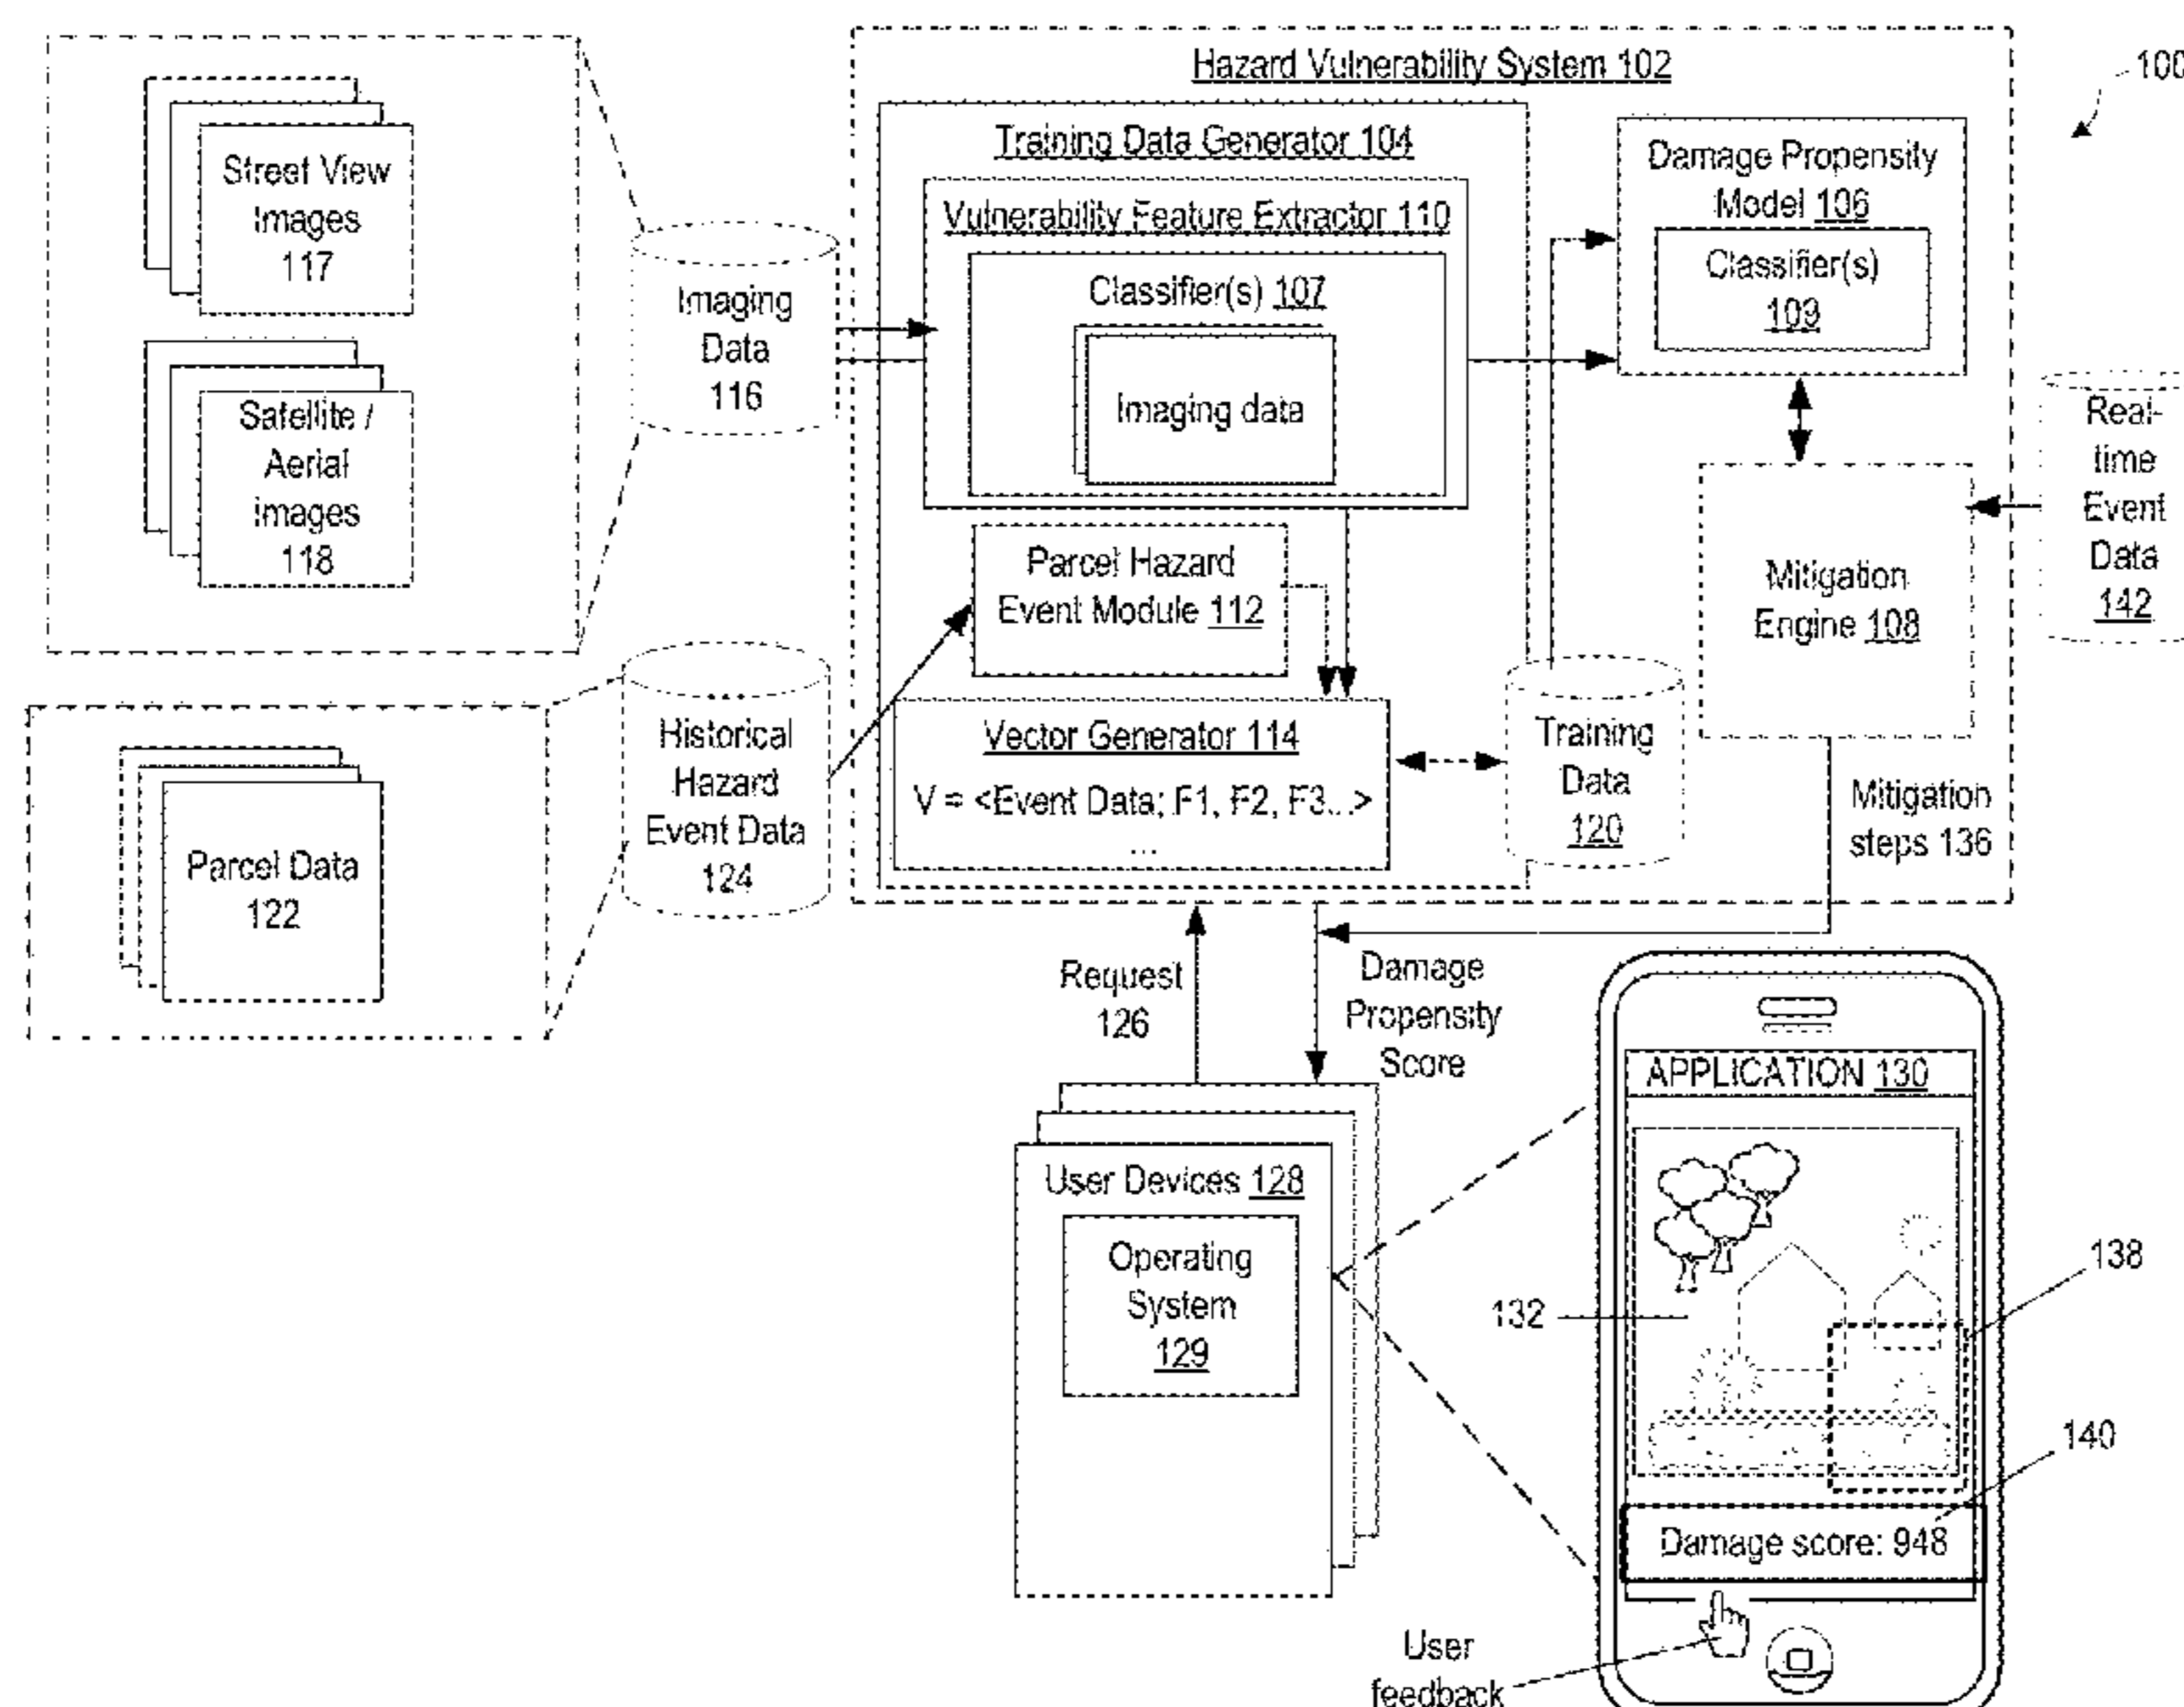 Hazard Vulnerability System 102
100
Street View
Images
117
Satellite /
Aerial
images
118
Imaging
Data
116
Training Data Generator 104
Vulnerability Feature Extractor 110
Classifier(s) 107
Imaging data
Damage Propensity
Model 106
Classifier(s)
109
Real-
time
Event
Data
142
Parcel Hazard
Event Module 112
Mitigation
Engine 108
Parcel Data
122
Historical
Hazard
Event Data
124
Vector Generator 114
V = <Event Data; F1, F2, F3...>
...
Training
Data
120
Mitigation
steps 136
Request
126
Damage
Propensity
Score
User Devices 128
Operating
System
129
APPLICATION 130
132
138
140
Damage score: 948
User
feedback